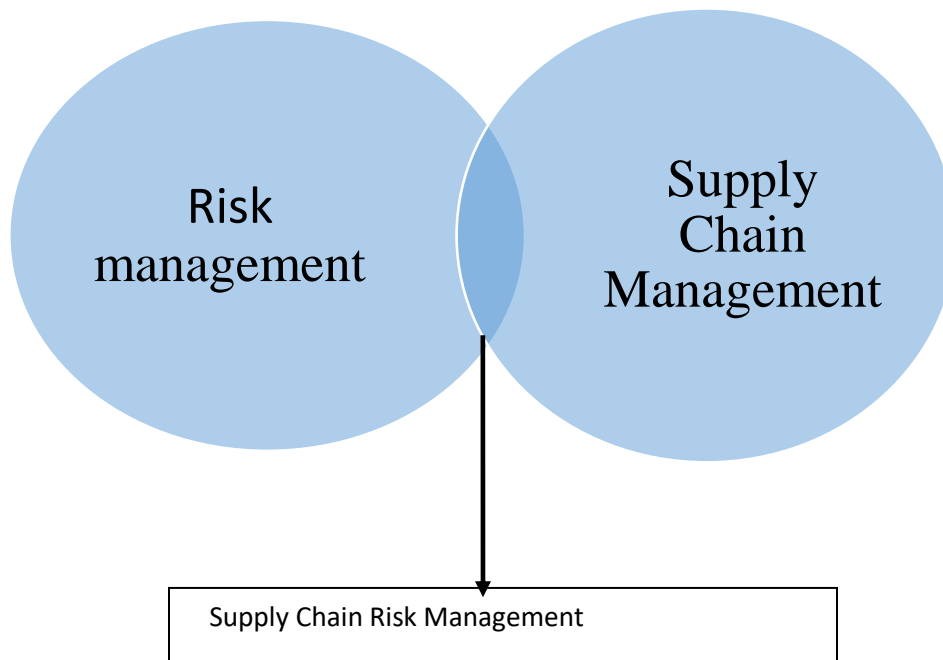 Risk
management
Supply
Chain
Management
Supply Chain Risk Management